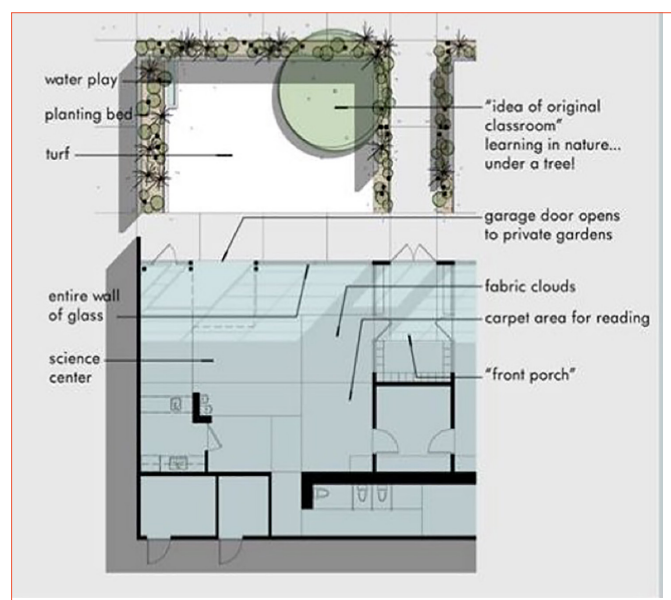 water play
planting bed
turf
"idea of original
classroom"
learning in nature...
under a tree!
garage door opens
to private gardens
entire wall
of glass
science
center
fabric clouds
carpet area for reading
"front porch"